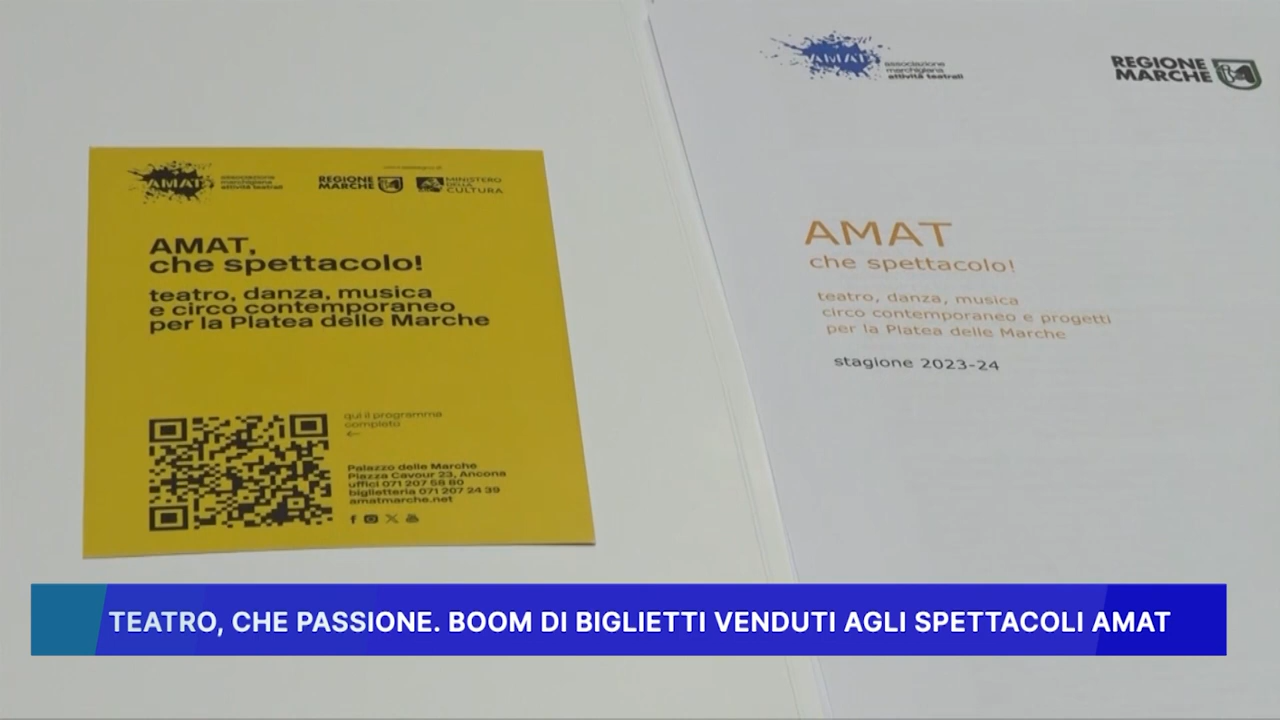 AMAT
associazione
marchigiana
attività teatrali
REGIONE
MARCHE
MINISTERO
DELLA
CULTURA
AMAT,
che spettacolo!
teatro, danza, musica
e circo contemporaneo
per la Platea delle Marche
qui il programma
completo
←
Palazzo delle Marche
Piazza Cavour 23, Ancona
uffici 071 207 58 80
biglietteria 071 207 24 39
amatmarche.net
AMAT
associazione
marchigiana
attività teatrali
REGIONE
MARCHE
AMAT
che spettacolo!
teatro, danza, musica
circo contemporaneo e progetti
per la Platea delle Marche
stagione 2023-24
TEATRO, CHE PASSIONE. BOOM DI BIGLIETTI VENDUTI AGLI SPETTACOLI AMAT